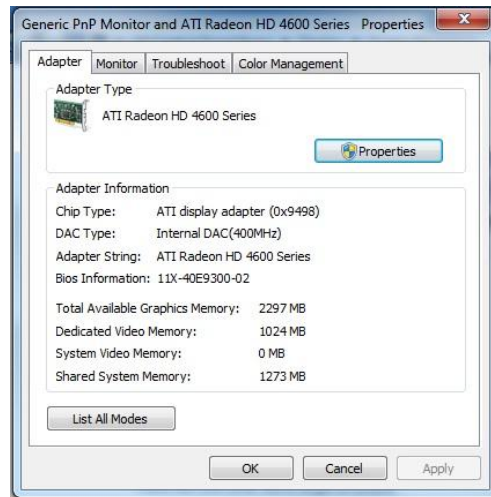 Generic PnP Monitor and ATI Radeon HD 4600 Series Properties
Adapter Monitor Troubleshoot Color Management
Adapter Type
ATI Radeon HD 4600 Series
Properties
Adapter Information
Chip Type: ATI display adapter (0x9498)
DAC Type: Internal DAC(400MHz)
Adapter String: ATI Radeon HD 4600 Series
Bios Information: 11X-40E9300-02
Total Available Graphics Memory: 2297 MB
Dedicated Video Memory: 1024 MB
System Video Memory: 0 MB
Shared System Memory: 1273 MB
List All Modes
OK Cancel Apply